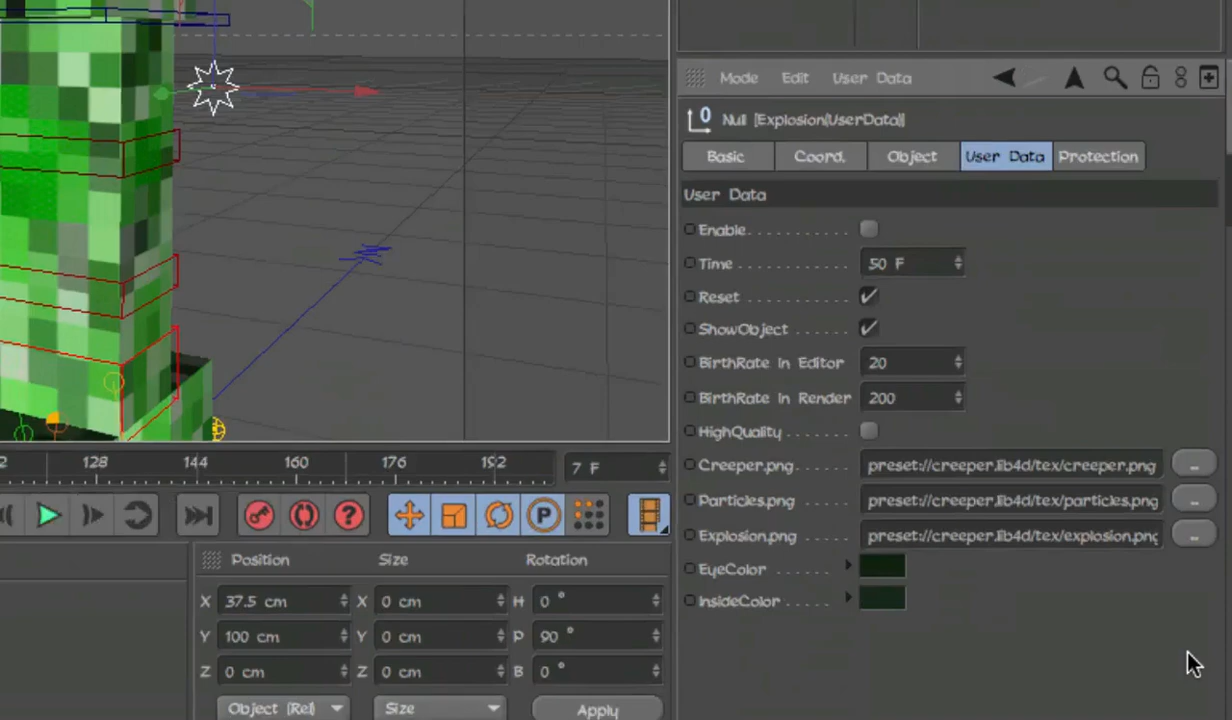 Mode Edit User Data
0 Null [Explosion(UserData)]
Basic Coord. Object User Data Protection
User Data
Enable. . . . . . . . . . .
Time . . . . . . . . . . . . 50 F
Reset . . . . . . . . . . .
ShowObject . . . . . .
BirthRate In Editor 20
BirthRate In Render 200
HighQuality . . . . .
Creeper.png. . . . . . preset://creeper.lib4d/tex/creeper.png ...
Particles.png . . . . . preset://creeper.lib4d/tex/particles.png ...
Explosion.png . . . . preset://creeper.lib4d/tex/explosion.png ...
EyeColor . . . . . .
InsideColor . . . .
2 128 144 160 176 192 7 F
? P
Position Size Rotation
X 37.5 cm X 0 cm H 0 °
Y 100 cm Y 0 cm P 90 °
Z 0 cm Z 0 cm B 0 °
Object (Rel) Size Apply